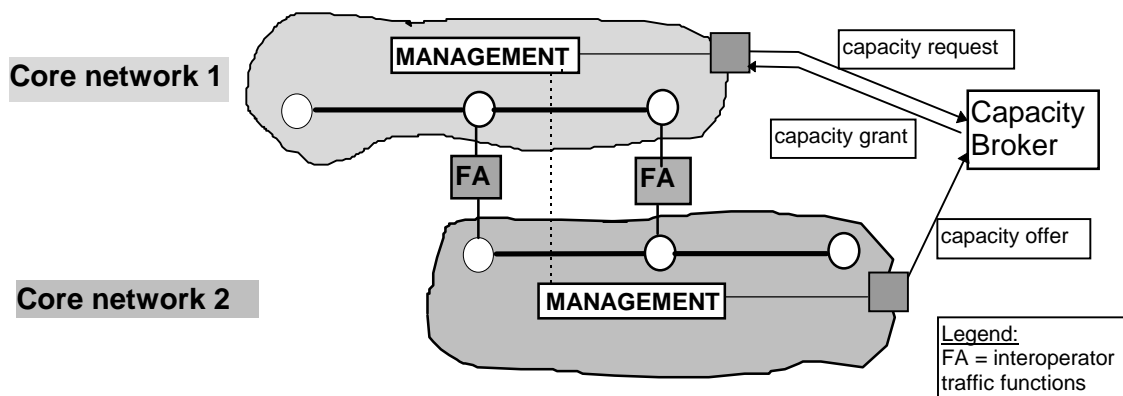 MANAGEMENT
capacity request
Core network 1
Capacity
Broker
capacity grant
FA
FA
capacity offer
MANAGEMENT
Core network 2
Legend:
FA = interoperator
traffic functions